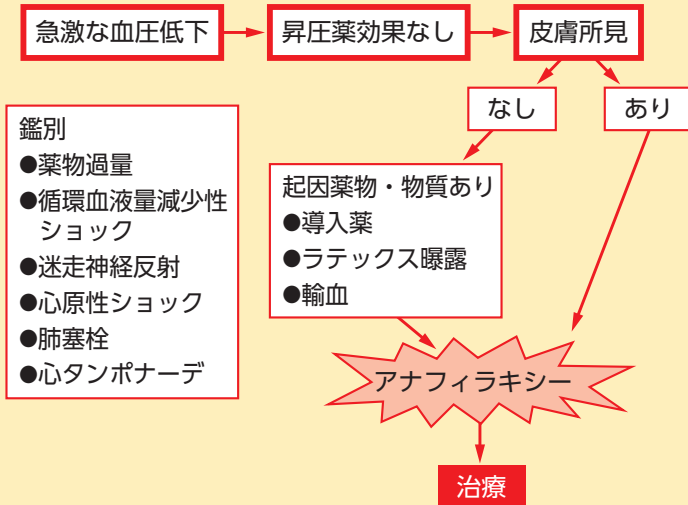 急激な血圧低下
昇圧薬効果なし
皮膚所見
なし
あり
鑑別
●薬物過量
●循環血液量減少性
ショック
●迷走神経反射
●心原性ショック
●肺塞栓
●心タンポナーデ
起因薬物・物質あり
●導入薬
●ラテックス曝露
●輸血
アナフィラキシー
治療